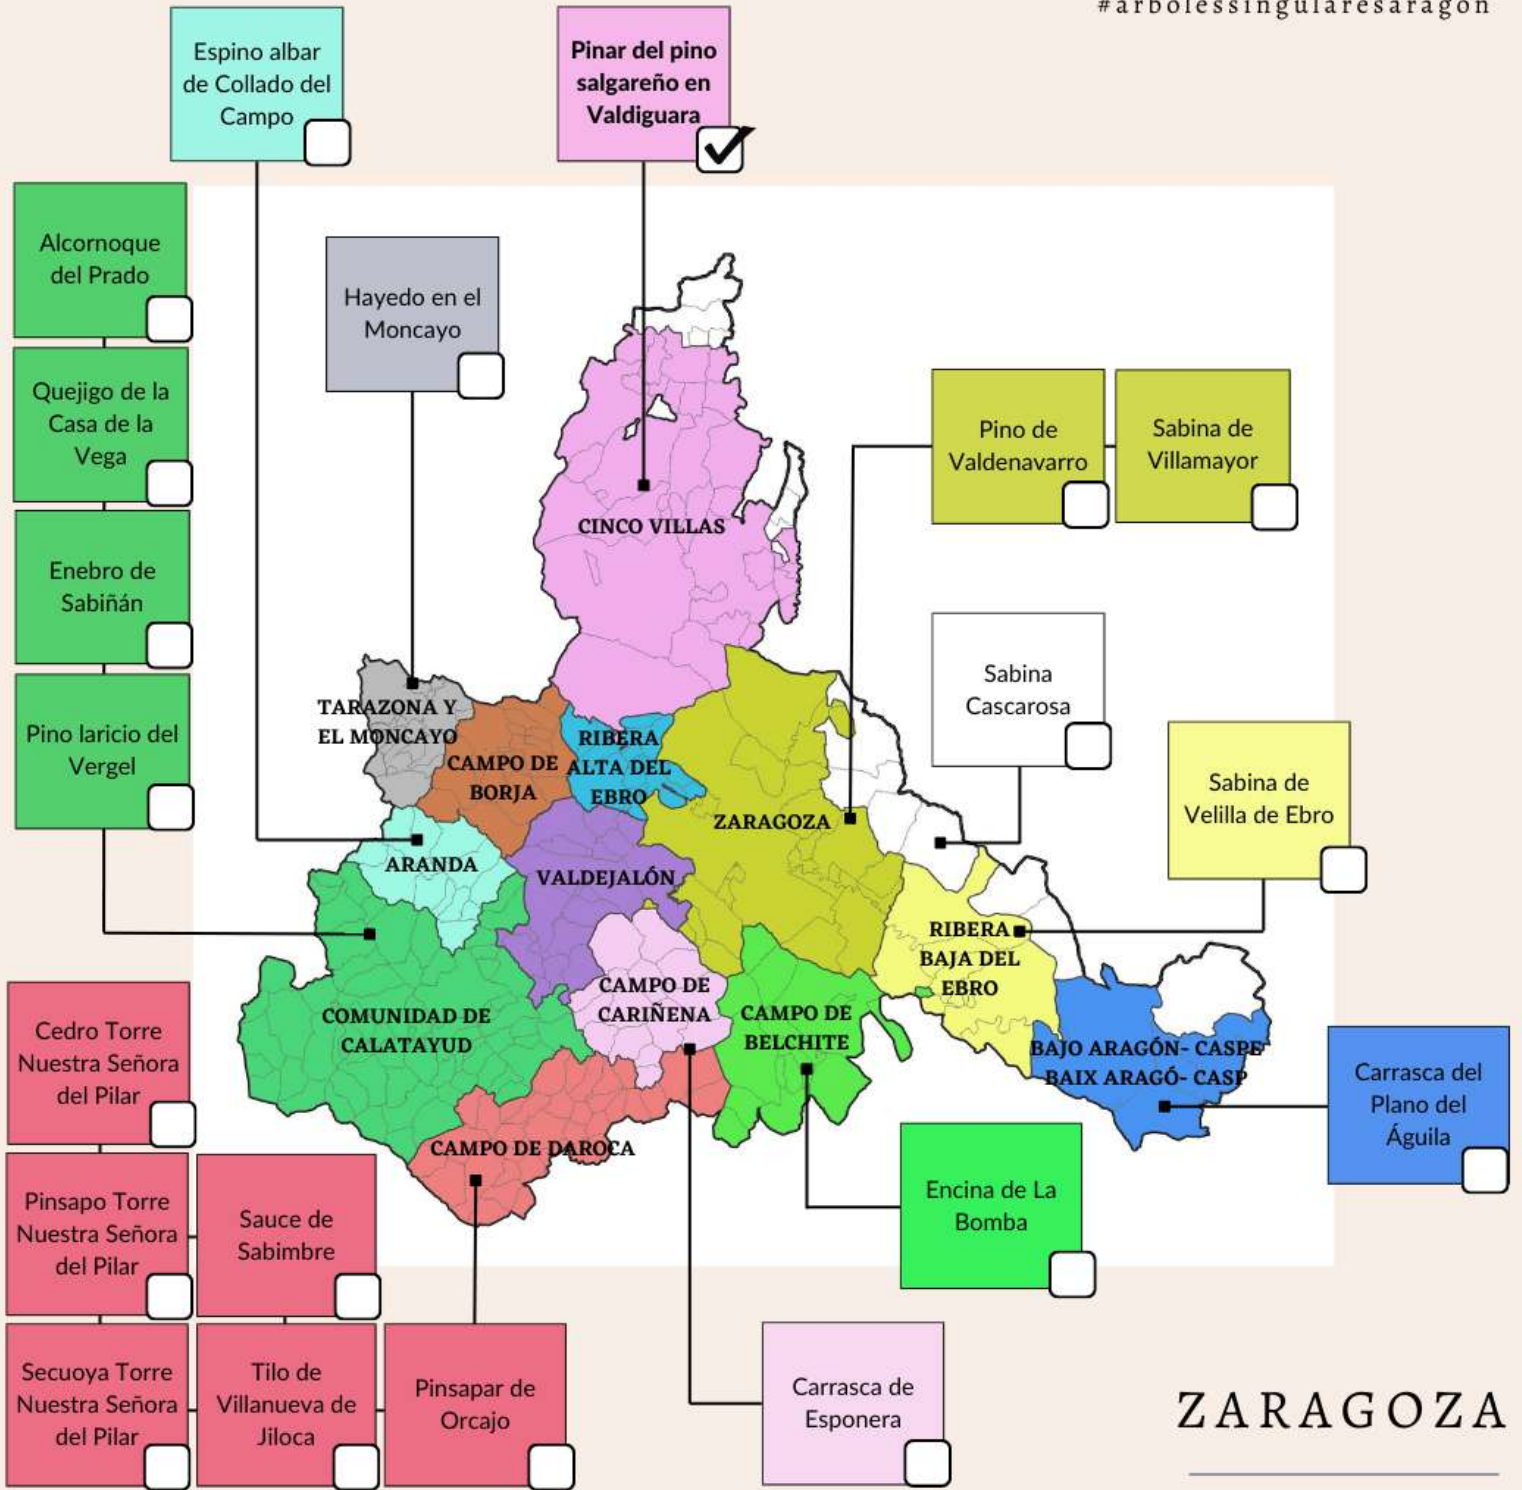 #arbolessingularesaragon
Espino albar
de Collado del
Campo
Pinar del pino
salgareño en
Valdiguara
Alcornoque
del Prado
Hayedo en el
Moncayo
Quejigo de la
Casa de la
Vega
Pino de
Valdenavarro
Sabina de
Villamayor
CINCO VILLAS
Enebro de
Sabiñán
Sabina
Cascarosa
Pino laricio del
Vergel
TARAZONA Y
EL MONCAYO
CAMPO DE
BORJA
RIBERA
ALTA DEL
EBRO
Sabina de
Velilla de Ebro
ZARAGOZA
ARANDA
VALDEJALÓN
RIBERA
BAJA DEL
EBRO
COMUNIDAD DE
CALATAYUD
CAMPO DE
CARIÑENA
CAMPO DE
BELCHITE
BAJO ARAGÓN- CASPE
BAIX ARAGÓ- CASP
Cedro Torre
Nuestra Señora
del Pilar
Carrasca del
Plano del
Águila
CAMPO DE DAROCA
Pinsapo Torre
Nuestra Señora
del Pilar
Sauce de
Sabimbre
Encina de La
Bomba
Secuoya Torre
Nuestra Señora
del Pilar
Tilo de
Villanueva de
Jiloca
Pinsapar de
Orcajo
Carrasca de
Esponera
ZARAGOZA